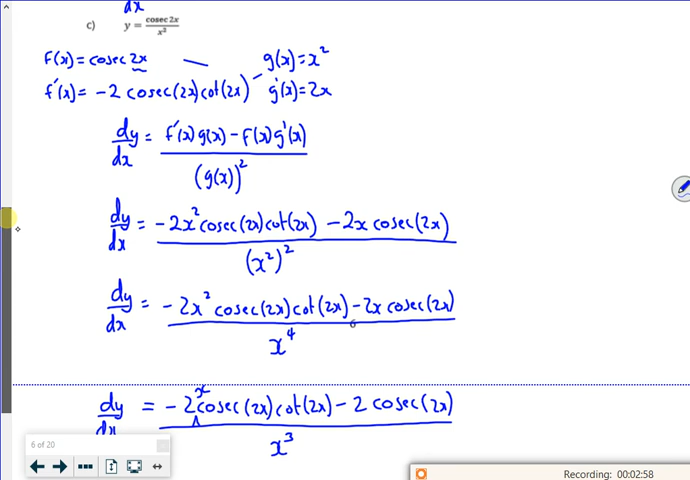 dx
c) y = cosec 2x / x²
f(x) = cosec 2x g(x) = x²
f'(x) = -2 cosec(2x) cot(2x) g'(x) = 2x
dy/dx = f'(x) g(x) - f(x) g'(x) / (g(x))²
dy/dx = -2x² cosec(2x) cot(2x) - 2x cosec(2x) / (x²)²
dy/dx = -2x² cosec(2x) cot(2x) - 2x cosec(2x) / x⁴
dy/dx = -2x cosec(2x) cot(2x) - 2 cosec(2x) / x³
6 of 20
Recording: 00:02:58